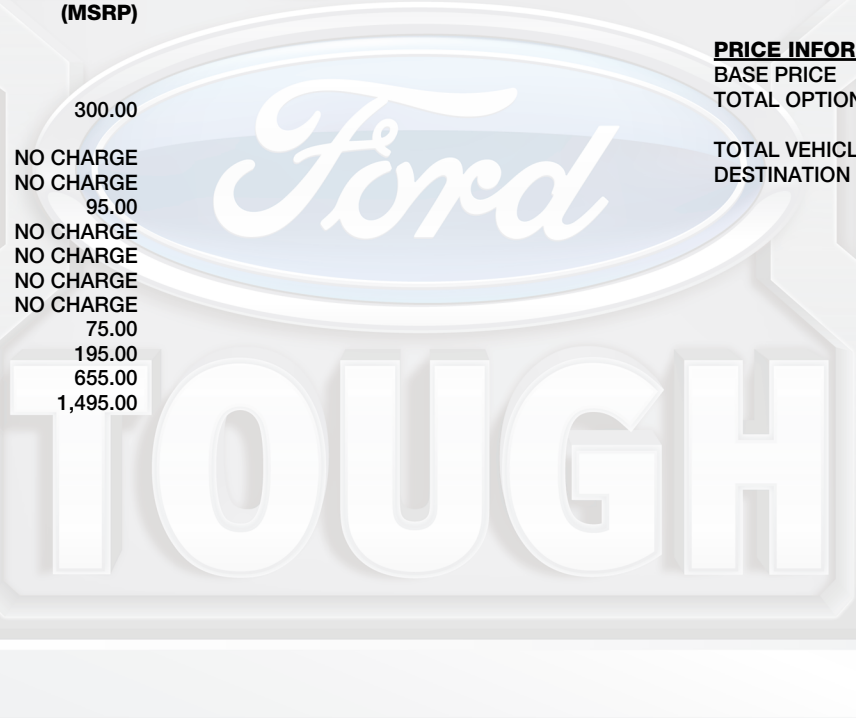 (MSRP)
300.00
NO CHARGE
NO CHARGE
95.00
NO CHARGE
NO CHARGE
NO CHARGE
NO CHARGE
75.00
195.00
655.00
1,495.00
PRICE INFOR
BASE PRICE
TOTAL OPTION
TOTAL VEHICL
DESTINATION
Ford
TOUGH